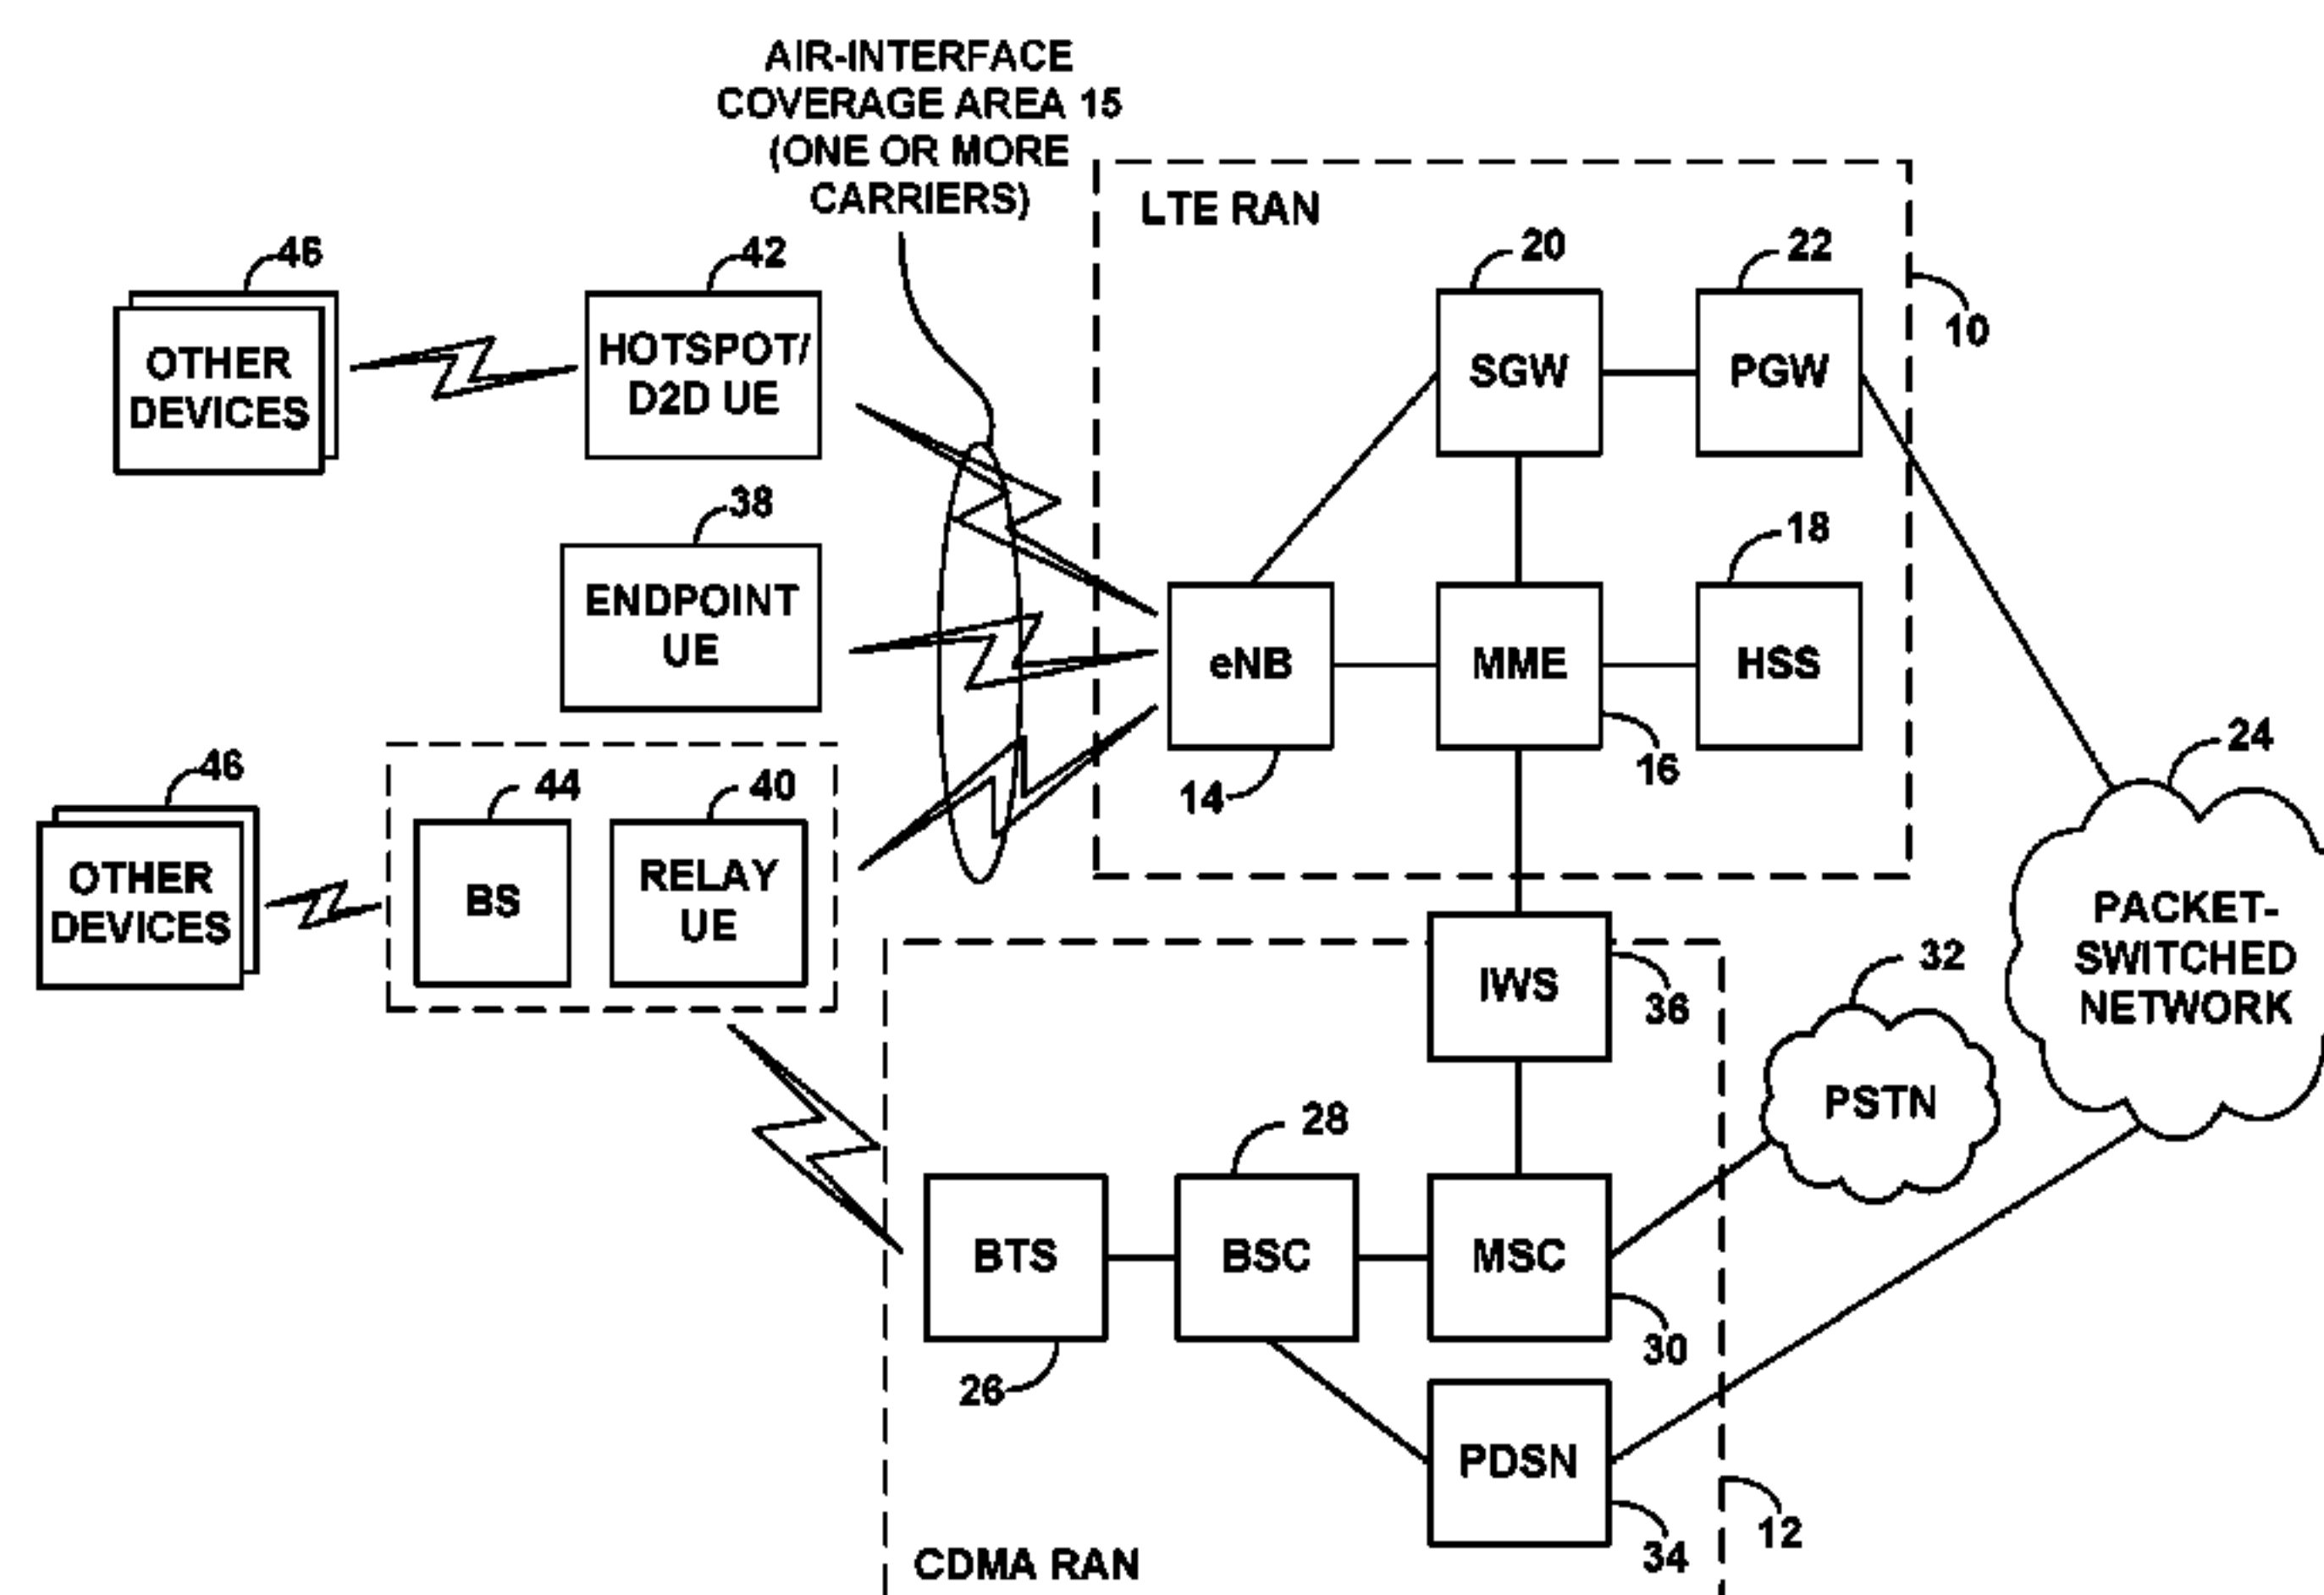 AIR-INTERFACE
COVERAGE AREA 15
(ONE OR MORE
CARRIERS)
LTE RAN
46
42
20
22
10
OTHER
DEVICES
HOTSPOT/
D2D UE
SGW
PGW
38
18
ENDPOINT
UE
eNB
MME
HSS
14
16
24
46
44
40
OTHER
DEVICES
BS
RELAY
UE
PACKET-
SWITCHED
NETWORK
IWS
36
32
PSTN
28
BTS
BSC
MSC
26
30
PDSN
34
12
CDMA RAN